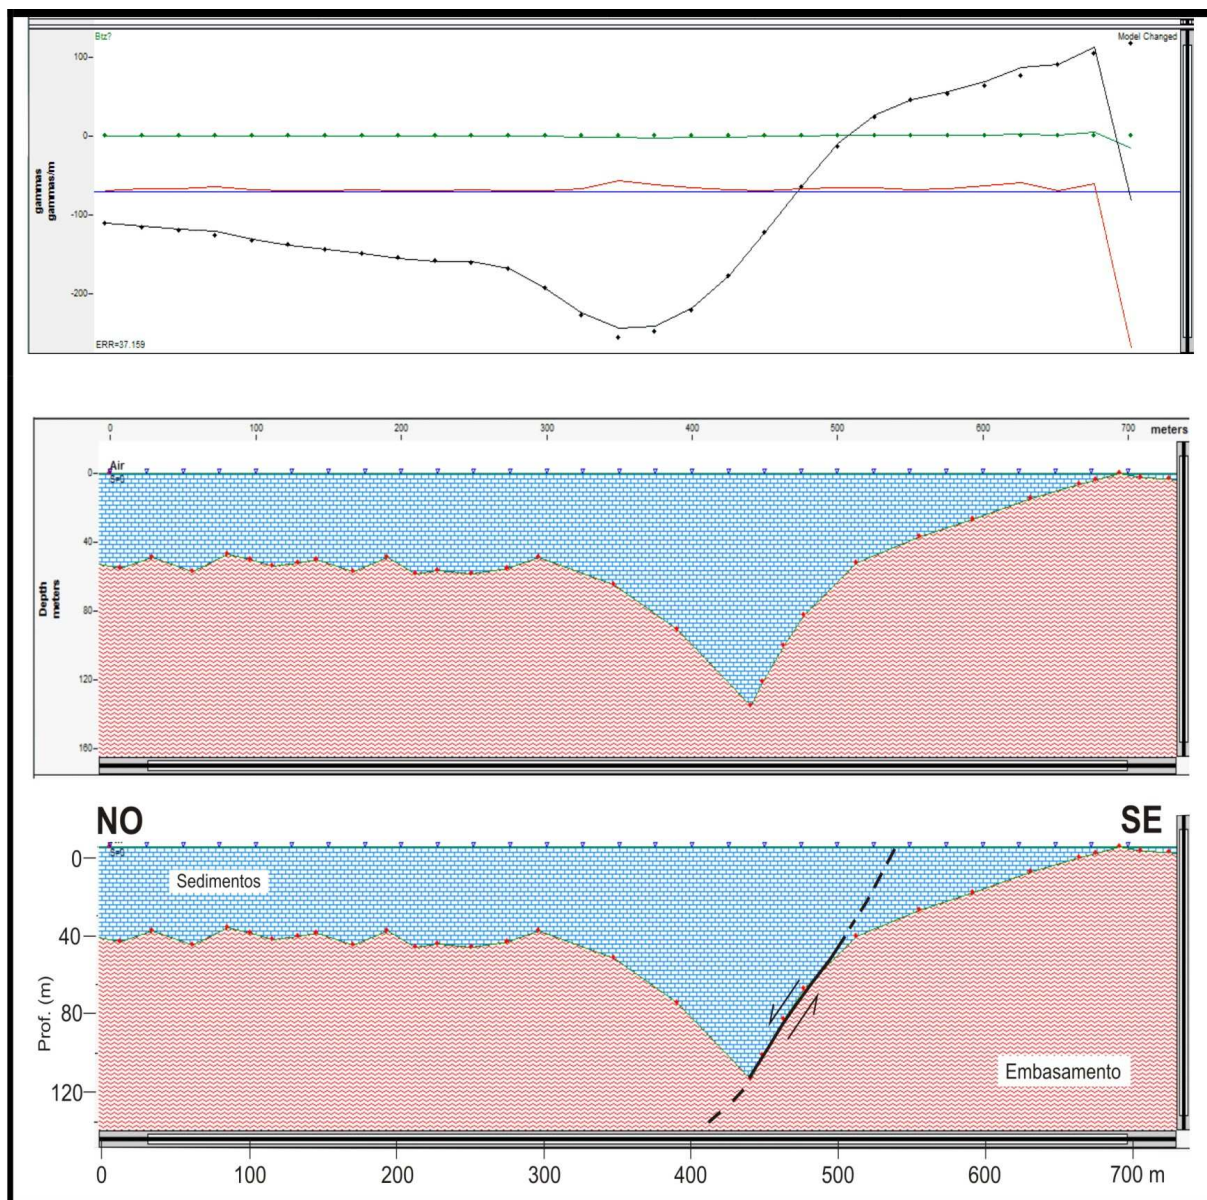 Btz?
Model Changed
100
0
-100
-200
gammas
gammas/m
ERR=37.159
0 100 200 300 400 500 600 700 meters
Air
S=0
0
40
80
120
160
Depth
meters
NO SE
S=0
0
40
80
120
Prof. (m)
Sedimentos
Embasamento
0 100 200 300 400 500 600 700 m